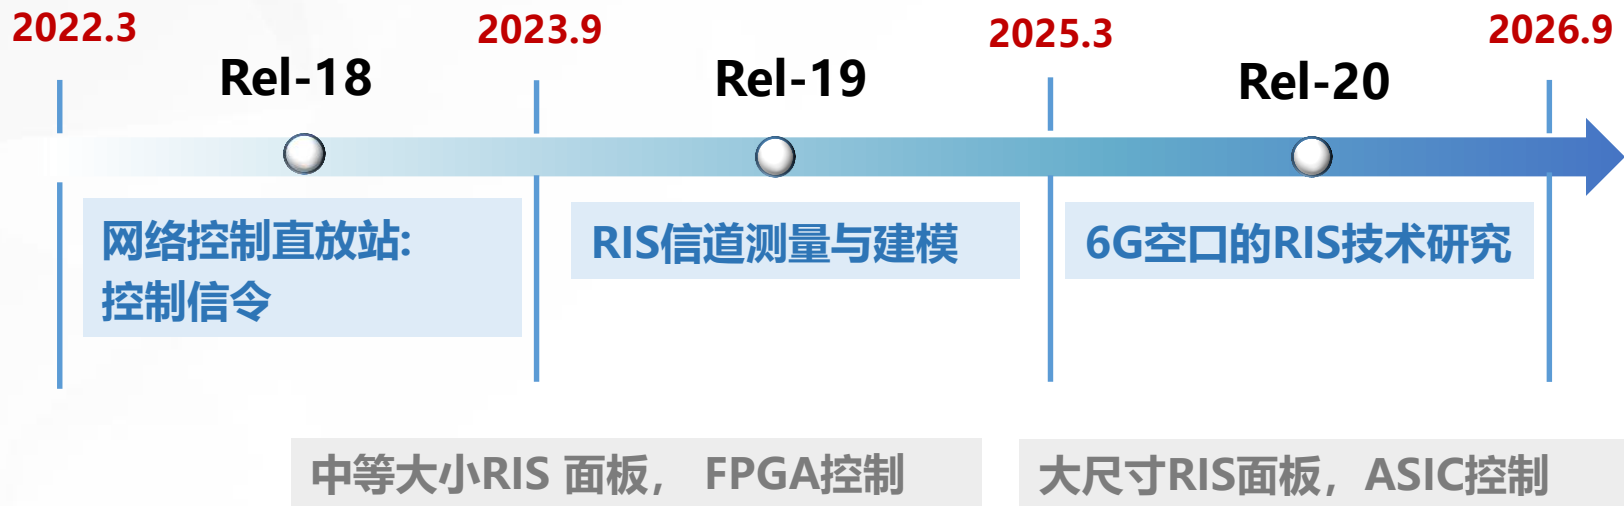 2022.3
2023.9
2025.3
2026.9
Rel-18
Rel-19
Rel-20
网络控制直放站:
控制信令
RIS信道测量与建模
6G空口的RIS技术研究
中等大小RIS 面板， FPGA控制
大尺寸RIS面板，ASIC控制